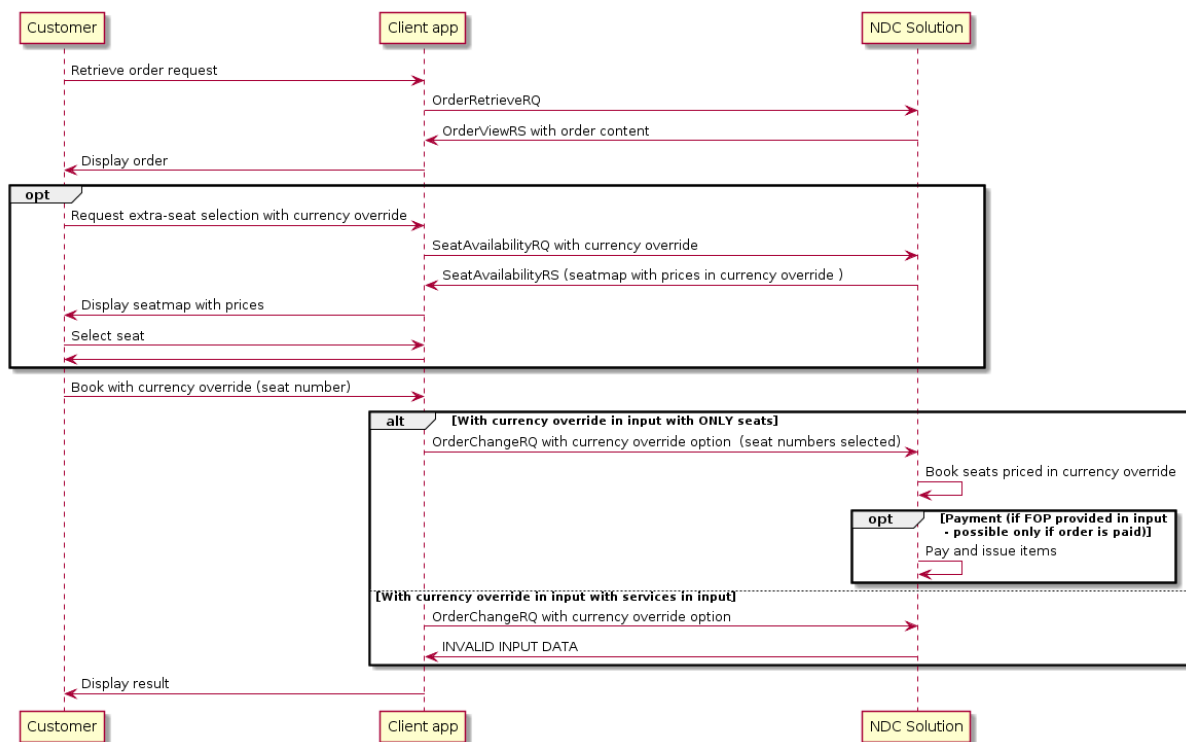 Customer
Client app
NDC Solution
Retrieve order request
OrderRetrieveRQ
OrderViewRS with order content
Display order
opt
Request extra-seat selection with currency override
SeatAvailabilityRQ with currency override
SeatAvailabilityRS (seatmap with prices in currency override )
Display seatmap with prices
Select seat
Book with currency override (seat number)
alt
[With currency override in input with ONLY seats]
OrderChangeRQ with currency override option  (seat numbers selected)
Book seats priced in currency override
opt
[Payment (if FOP provided in input
- possible only if order is paid)]
Pay and issue items
[With currency override in input with services in input]
OrderChangeRQ with currency override option
INVALID INPUT DATA
Display result
Customer
Client app
NDC Solution